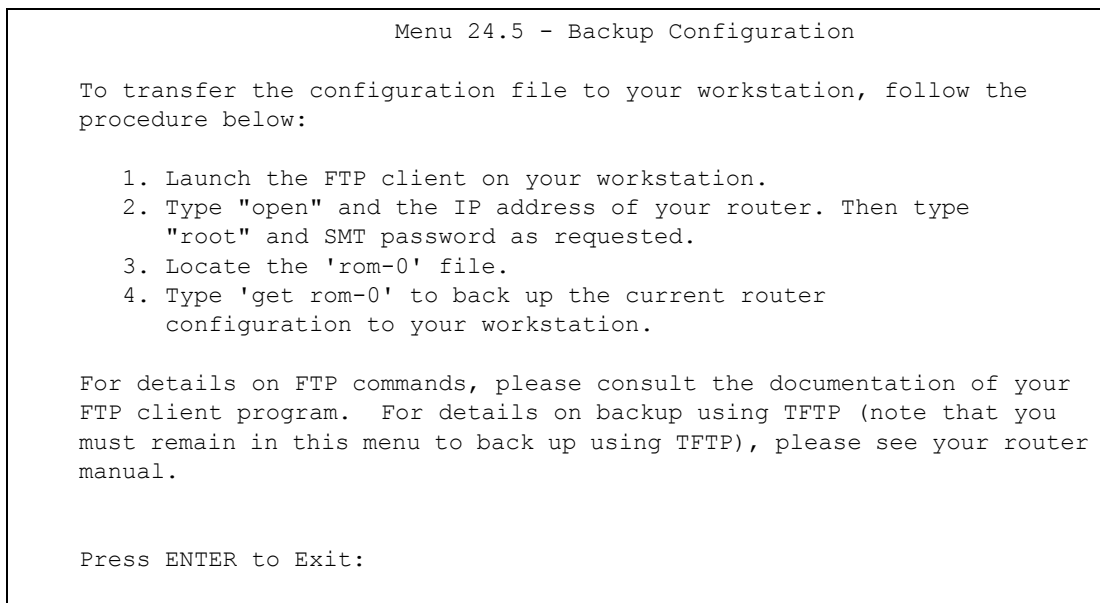 Menu 24.5 - Backup Configuration
To transfer the configuration file to your workstation, follow the
procedure below:
1. Launch the FTP client on your workstation.
2. Type "open" and the IP address of your router. Then type
"root" and SMT password as requested.
3. Locate the 'rom-0' file.
4. Type 'get rom-0' to back up the current router
configuration to your workstation.
For details on FTP commands, please consult the documentation of your
FTP client program.  For details on backup using TFTP (note that you
must remain in this menu to back up using TFTP), please see your router
manual.
Press ENTER to Exit: